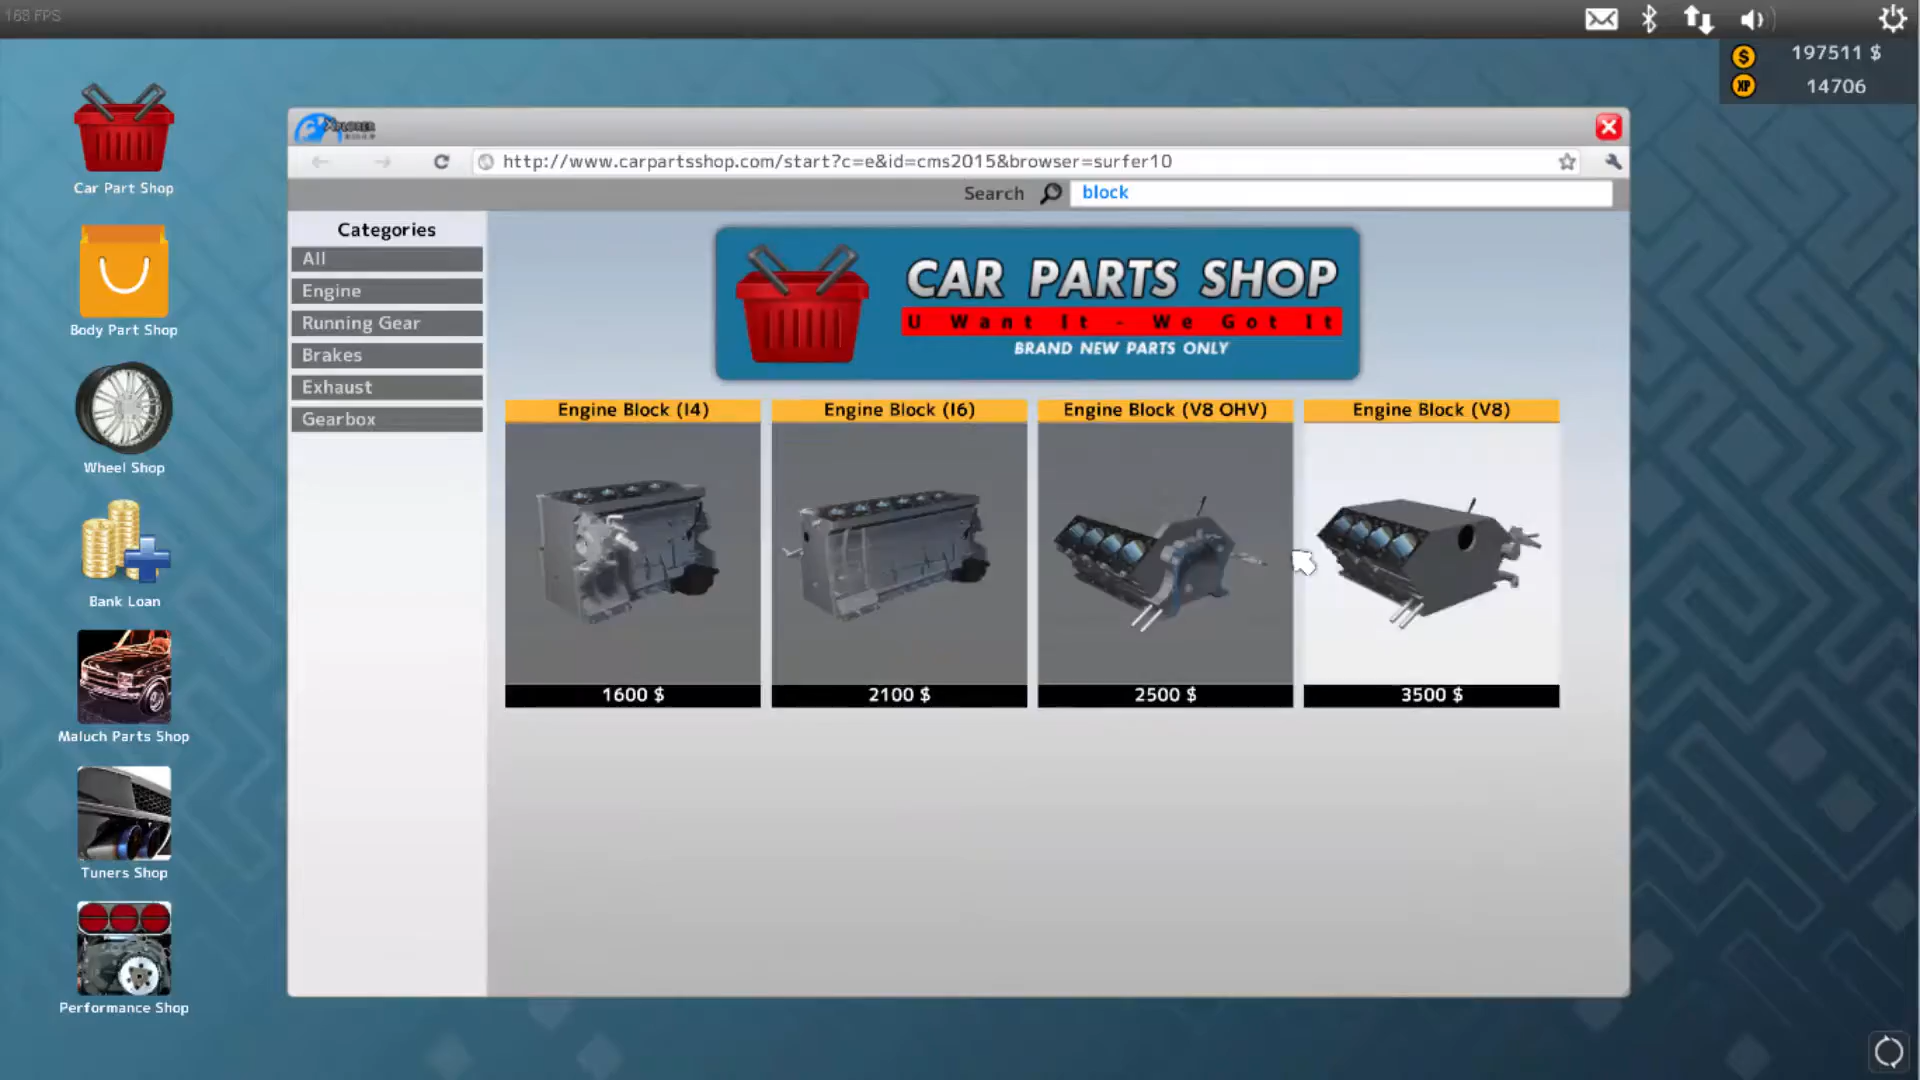 168 FPS
197511 $
XP 14706
Car Part Shop
Body Part Shop
Wheel Shop
Bank Loan
Maluch Parts Shop
Tuners Shop
Performance Shop
http://www.carpartsshop.com/start?c=e&id=cms2015&browser=surfer10
Search block
Categories
All
Engine
Running Gear
Brakes
Exhaust
Gearbox
CAR PARTS SHOP
U Want It - We Got It
BRAND NEW PARTS ONLY
Engine Block (I4)
1600 $
Engine Block (I6)
2100 $
Engine Block (V8 OHV)
2500 $
Engine Block (V8)
3500 $